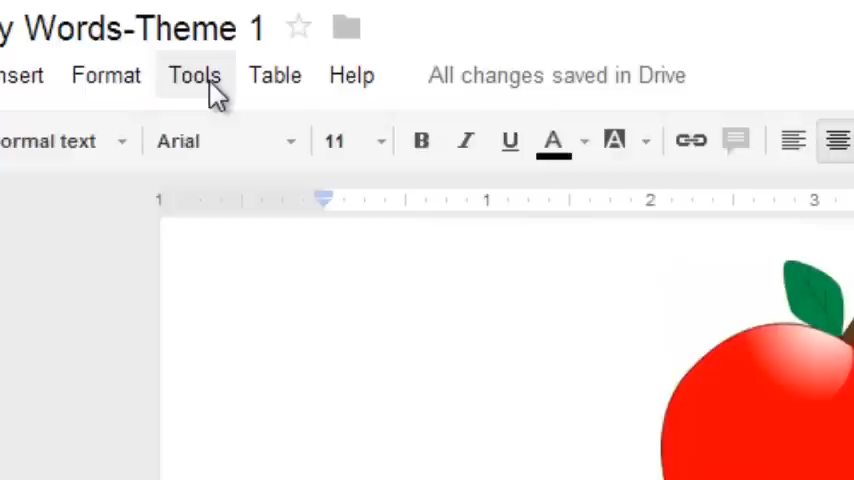 y Words-Theme 1
nsert Format Tools Table Help All changes saved in Drive
ormal text Arial 11 B I U A A
1 1 2 3